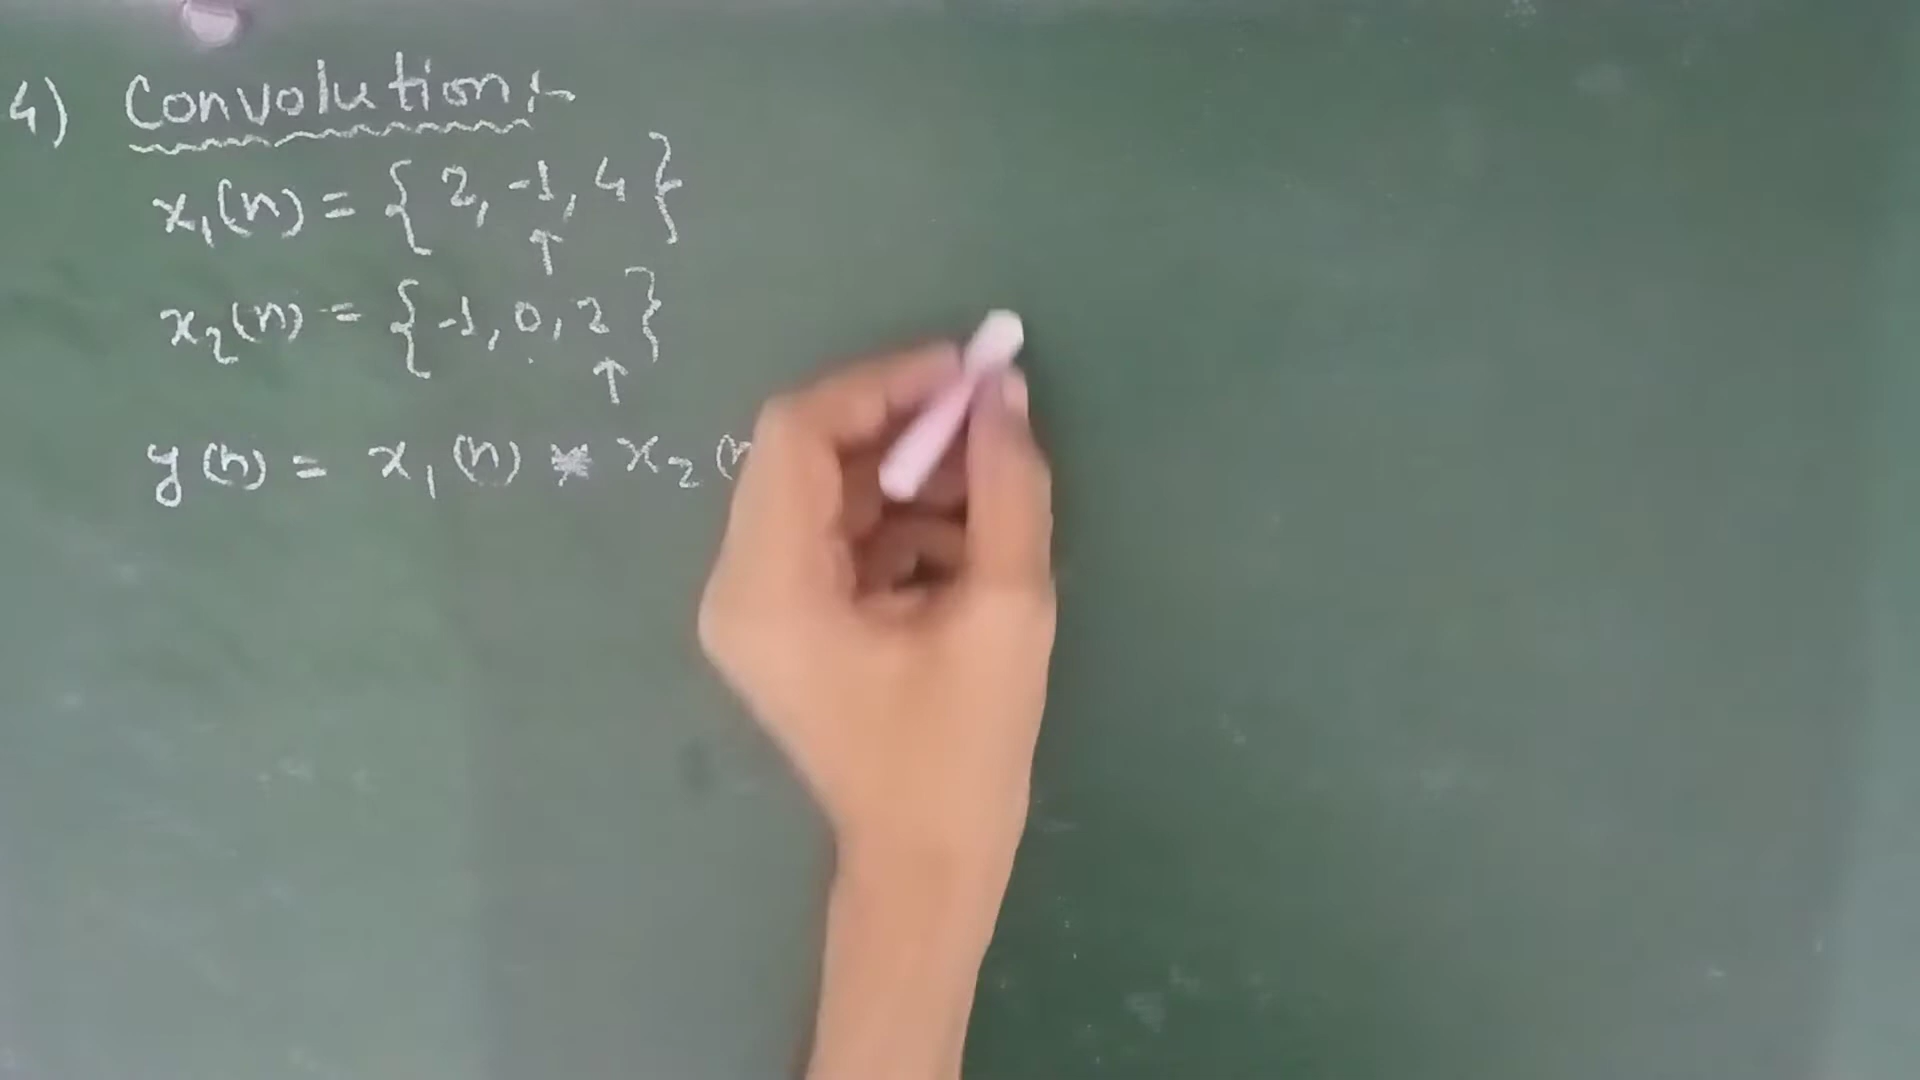 4) Convolution:-
x₁(n) = { 2, -1, 4 }
↑
x₂(n) = { -1, 0, 2 }
↑
y(n) = x₁(n) * x₂(n